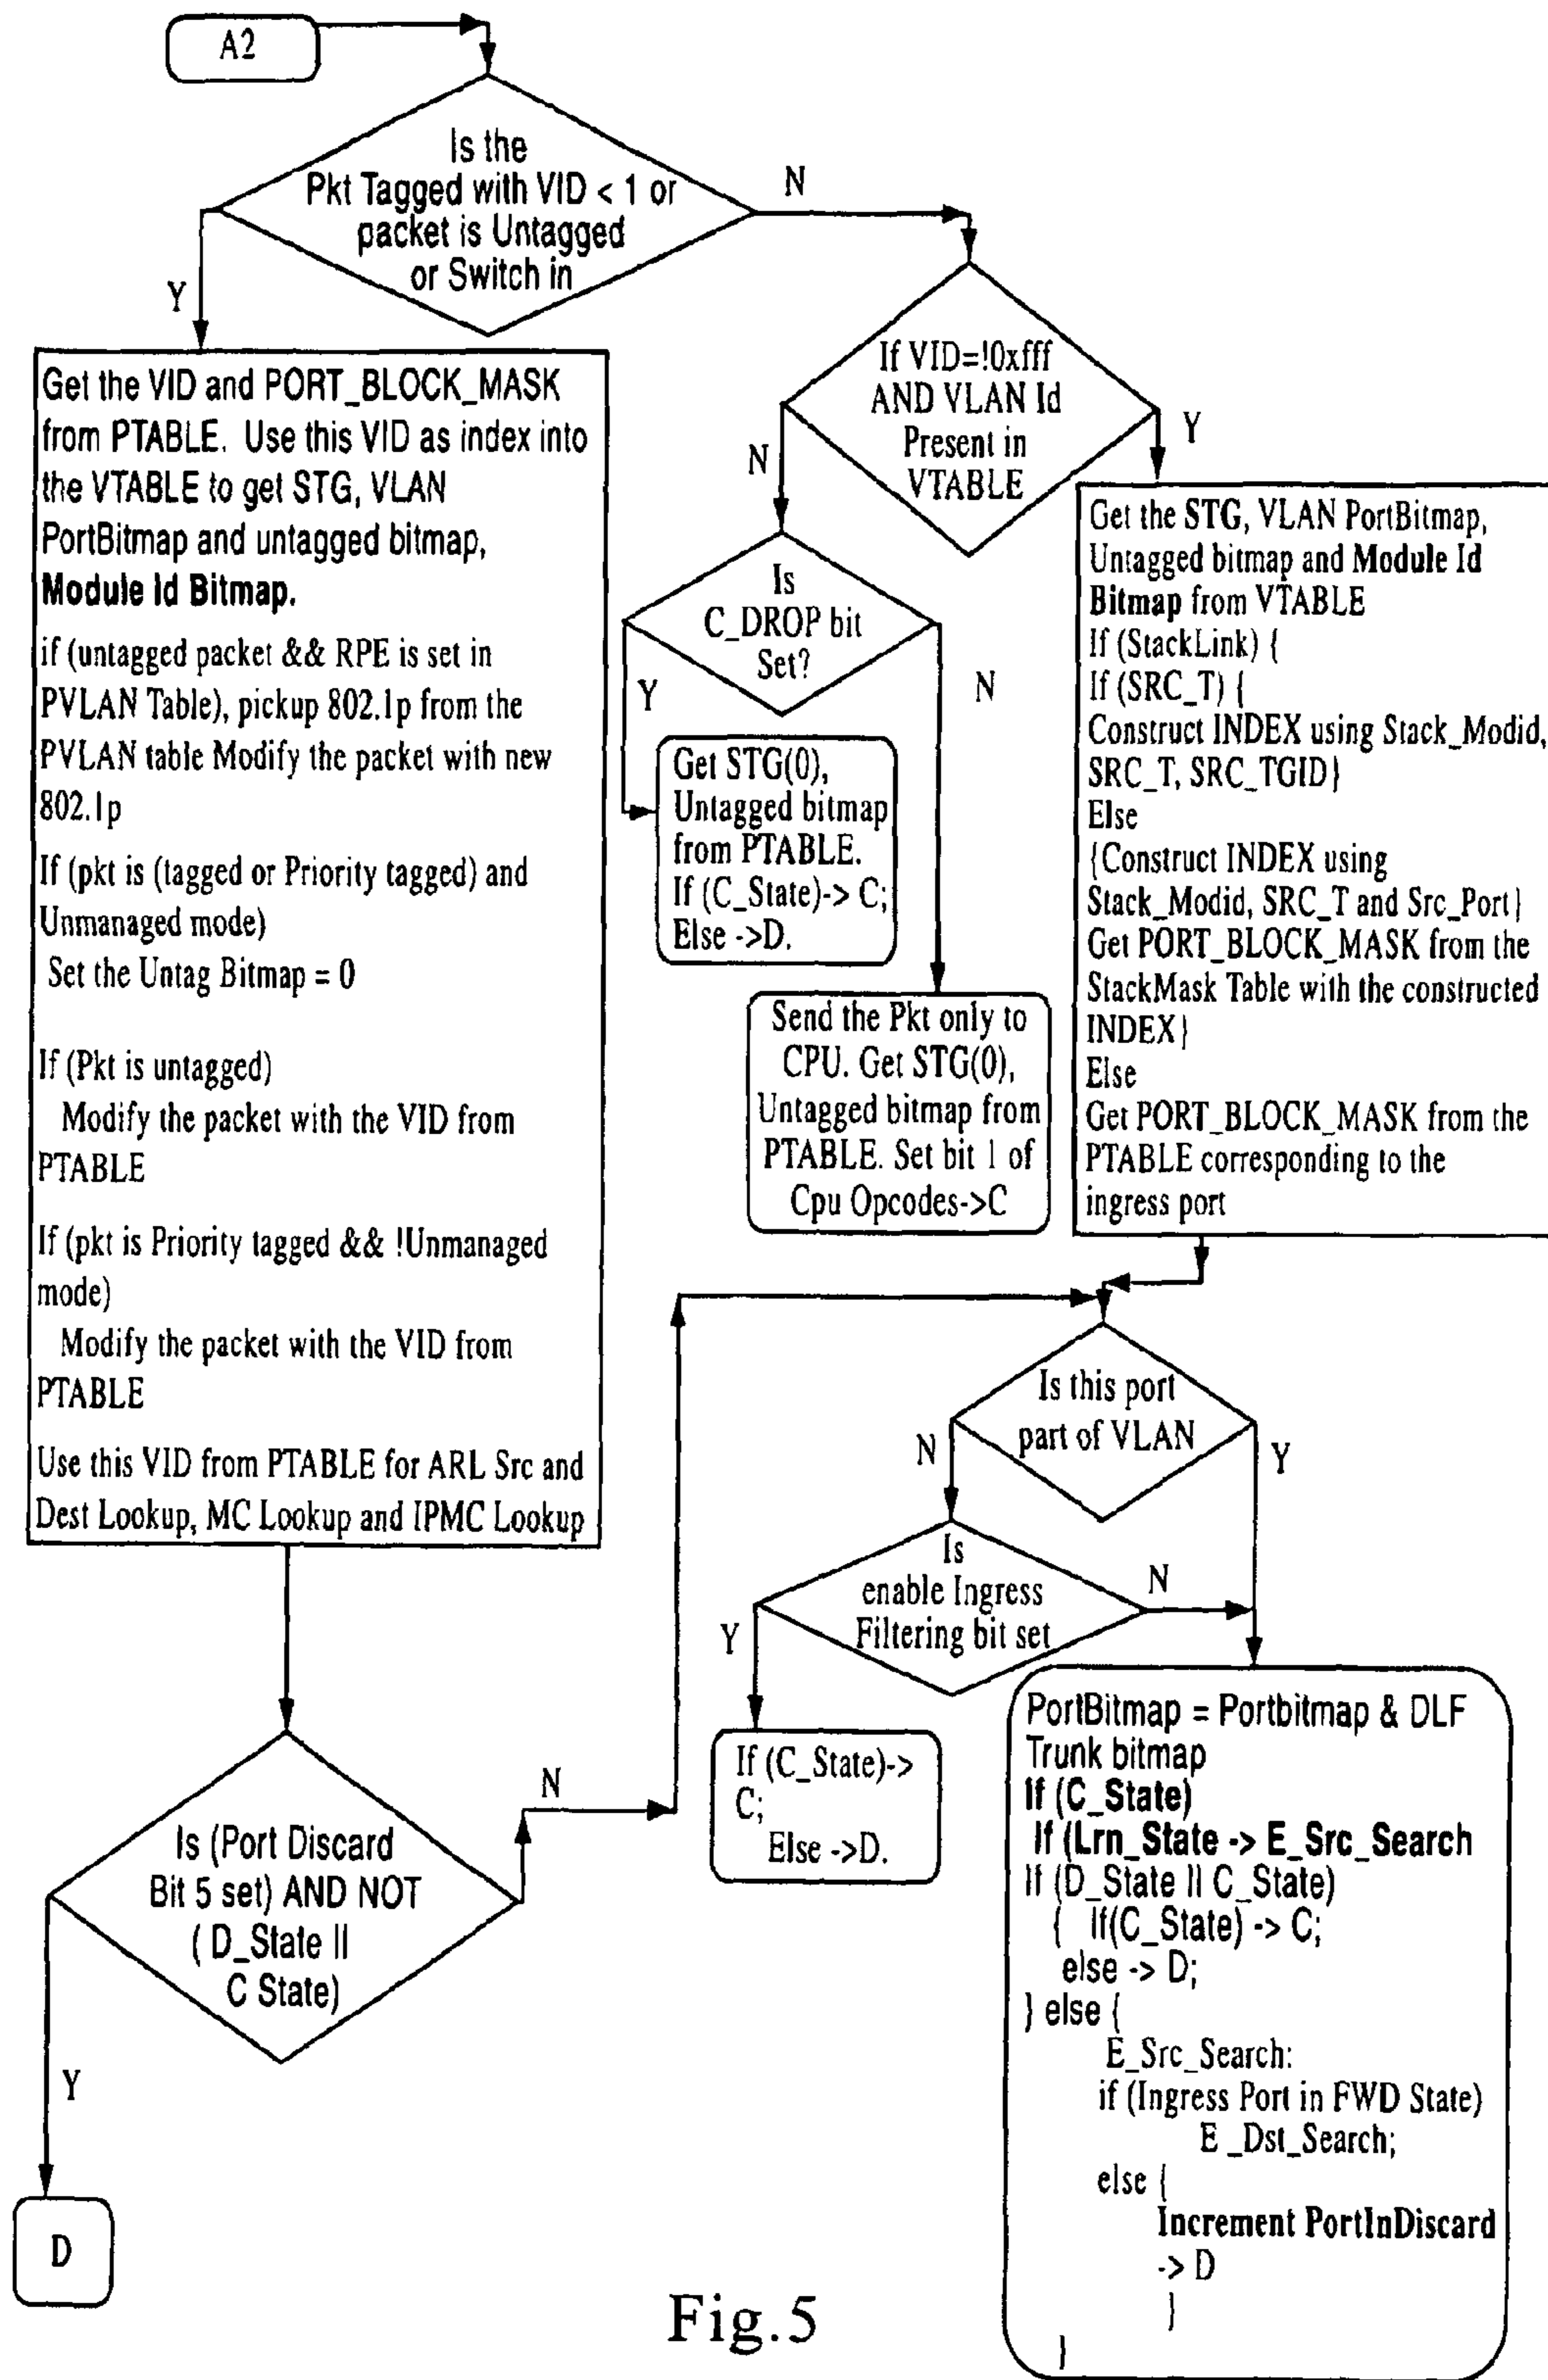 A2
Is the
Pkt Tagged with VID < 1 or
packet is Untagged
or Switch in
N
Y
Get the VID and PORT_BLOCK_MASK
from PTABLE. Use this VID as index into
the VTABLE to get STG, VLAN
PortBitmap and untagged bitmap,
Module Id Bitmap.
if (untagged packet && RPE is set in
PVLAN Table), pickup 802.1p from the
PVLAN table Modify the packet with new
802.1p
If (pkt is (tagged or Priority tagged) and
Unmanaged mode)
Set the Untag Bitmap = 0
If (Pkt is untagged)
Modify the packet with the VID from
PTABLE
If (pkt is Priority tagged && !Unmanaged
mode)
Modify the packet with the VID from
PTABLE
Use this VID from PTABLE for ARL Src and
Dest Lookup, MC Lookup and IPMC Lookup
If VID=!0xfff
AND VLAN Id
Present in
VTABLE
N
Y
Is
C_DROP bit
Set?
Y
N
Get STG(0),
Untagged bitmap
from PTABLE.
If (C_State)-> C;
Else ->D.
Send the Pkt only to
CPU. Get STG(0),
Untagged bitmap from
PTABLE. Set bit 1 of
Cpu Opcodes->C
Get the STG, VLAN PortBitmap,
Untagged bitmap and Module Id
Bitmap from VTABLE
If (StackLink) {
If (SRC_T) {
Construct INDEX using Stack_Modid,
SRC_T, SRC_TGID}
Else
{Construct INDEX using
Stack_Modid, SRC_T and Src_Port}
Get PORT_BLOCK_MASK from the
StackMask Table with the constructed
INDEX}
Else
Get PORT_BLOCK_MASK from the
PTABLE corresponding to the
ingress port
Is this port
part of VLAN
N
Y
Is
enable Ingress
Filtering bit set
N
Y
If (C_State)->
C;
Else ->D.
Is (Port Discard
Bit 5 set) AND NOT
( D_State ||
C State)
N
Y
D
PortBitmap = Portbitmap & DLF
Trunk bitmap
If (C_State)
If (Lrn_State -> E_Src_Search
If (D_State || C_State)
{ If(C_State) -> C;
else -> D;
} else {
E_Src_Search:
if (Ingress Port in FWD State)
E _Dst_Search;
else {
Increment PortInDiscard
-> D
}
}
Fig.5